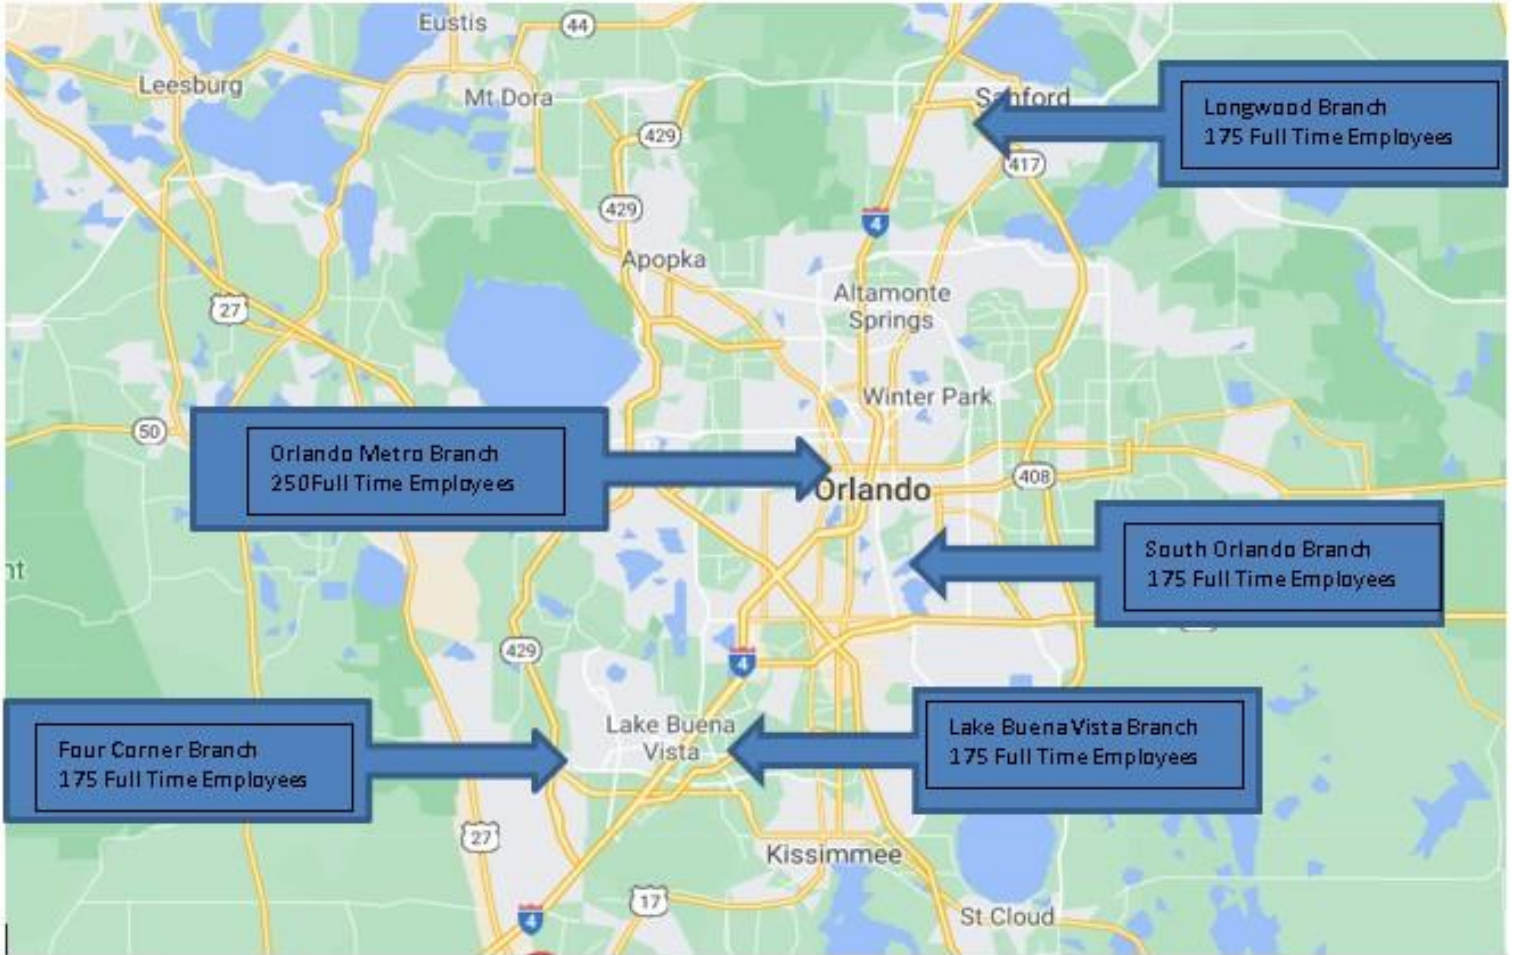 Eustis
44
Leesburg
Mt Dora
Sanford
Longwood Branch
175 Full Time Employees
429
417
429
4
Apopka
Altamonte
Springs
27
Winter Park
50
Orlando Metro Branch
250Full Time Employees
Orlando
408
South Orlando Branch
175 Full Time Employees
nt
429
4
Lake Buena
Vista
Four Corner Branch
175 Full Time Employees
Lake Buena Vista Branch
175 Full Time Employees
27
Kissimmee
17
4
St Cloud